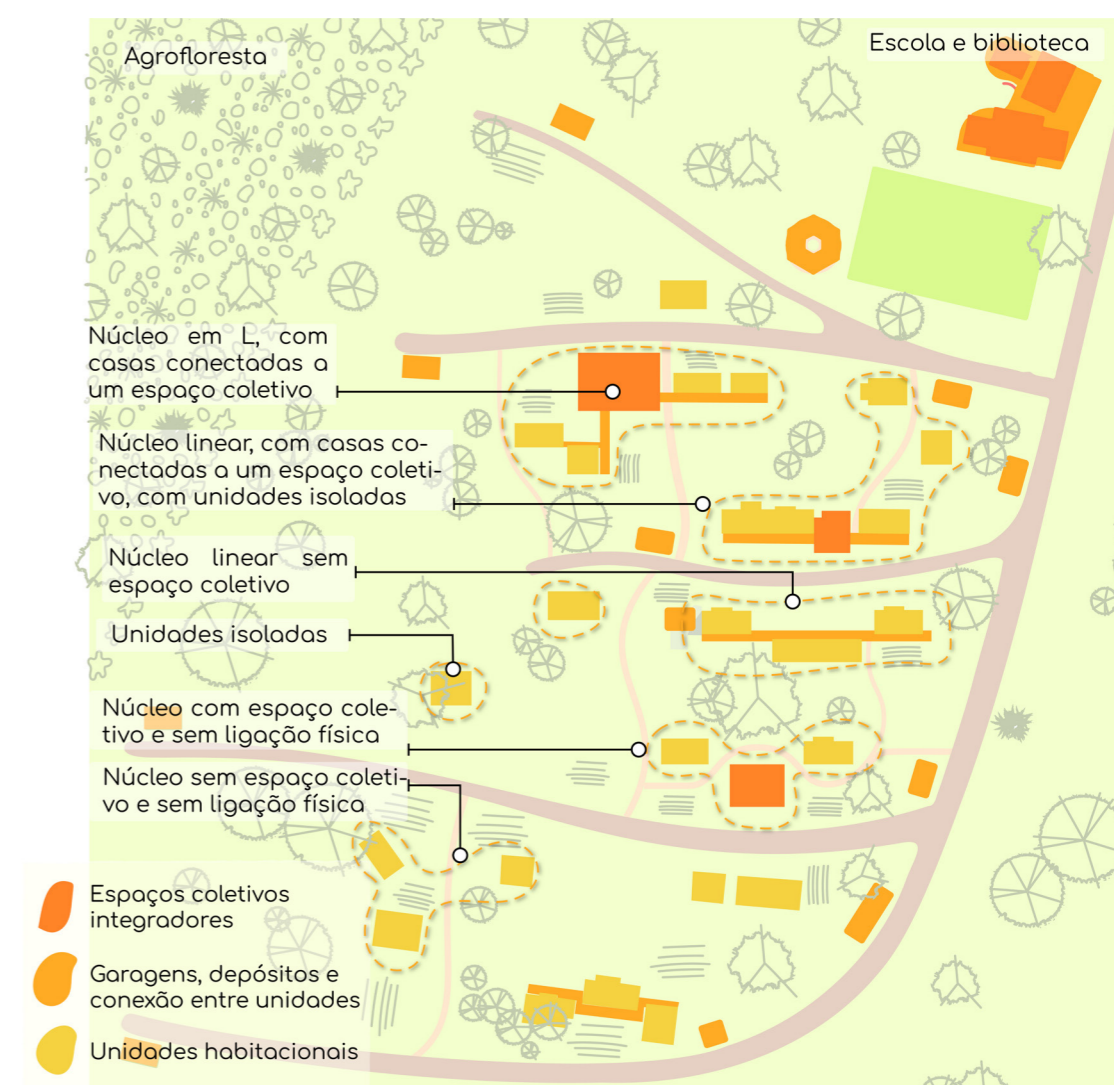 Agrofloresta
Escola e biblioteca
Núcleo em L, com
casas conectadas a
um espaço coletivo
Núcleo linear, com casas co-
nectadas a um espaço coleti-
vo, com unidades isoladas
Núcleo linear sem
espaço coletivo
Unidades isoladas
Núcleo com espaço cole-
tivo e sem ligação física
Núcleo sem espaço coleti-
vo e sem ligação física
Espaços coletivos
integradores
Garagens, depósitos e
conexão entre unidades
Unidades habitacionais